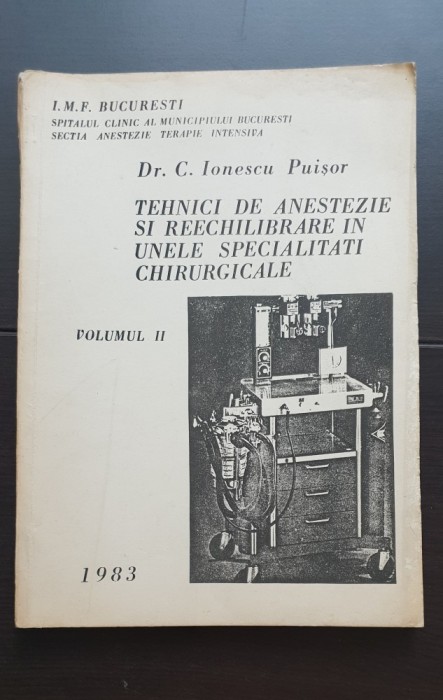 I.M.F. BUCURESTI
SPITALUL CLINIC AL MUNICIPIULUI BUCURESTI
SECTIA ANESTEZIE TERAPIE INTENSIVA
Dr. C. Ionescu Puișor
TEHNICI DE ANESTEZIE
SI REECHILIBRARE IN
UNELE SPECIALITATI
CHIRURGICALE
VOLUMUL II
1983